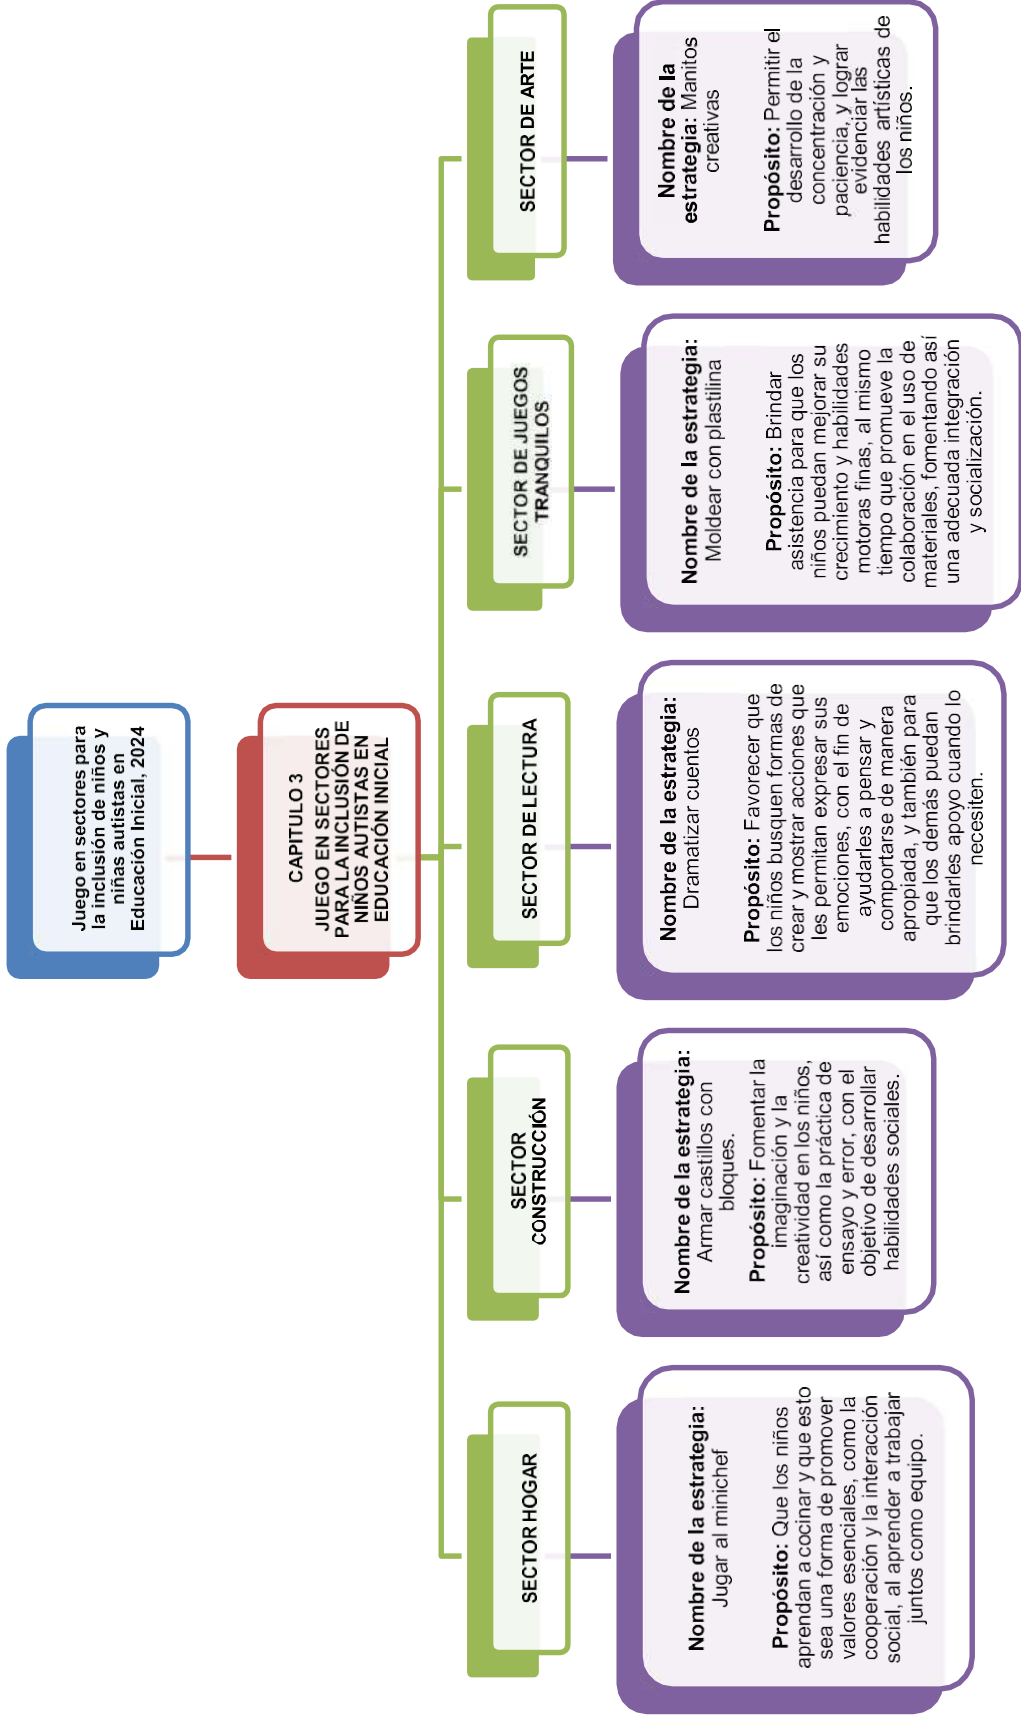 Juego en sectores para
la inclusión de niños y
niñas autistas en
Educación Inicial, 2024
CAPITULO 3
JUEGO EN SECTORES
PARA LA INCLUSIÓN DE
NIÑOS AUTISTAS EN
EDUCACIÓN INICIAL
SECTOR HOGAR
Nombre de la estrategia:
Jugar al minichef
Propósito: Que los niños
aprendan a cocinar y que esto
sea una forma de promover
valores esenciales, como la
cooperación y la interacción
social, al aprender a trabajar
juntos como equipo.
SECTOR
CONSTRUCCIÓN
Nombre de la estrategia:
Armar castillos con
bloques.
Propósito: Fomentar la
imaginación y la
creatividad en los niños,
así como la práctica de
ensayo y error, con el
objetivo de desarrollar
habilidades sociales.
SECTOR DE LECTURA
Nombre de la estrategia:
Dramatizar cuentos
Propósito: Favorecer que
los niños busquen formas de
crear y mostrar acciones que
les permitan expresar sus
emociones, con el fin de
ayudarles a pensar y
comportarse de manera
apropiada, y también para
que los demás puedan
brindarles apoyo cuando lo
necesiten.
SECTOR DE JUEGOS
TRANQUILOS
Nombre de la estrategia:
Moldear con plastilina
Propósito: Brindar
asistencia para que los
niños puedan mejorar su
crecimiento y habilidades
motoras finas, al mismo
tiempo que promueve la
colaboración en el uso de
materiales, fomentando así
una adecuada integración
y socialización.
SECTOR DE ARTE
Nombre de la
estrategia: Manitos
creativas
Propósito: Permitir el
desarrollo de la
concentración y
paciencia, y lograr
evidenciar las
habilidades artísticas de
los niños.